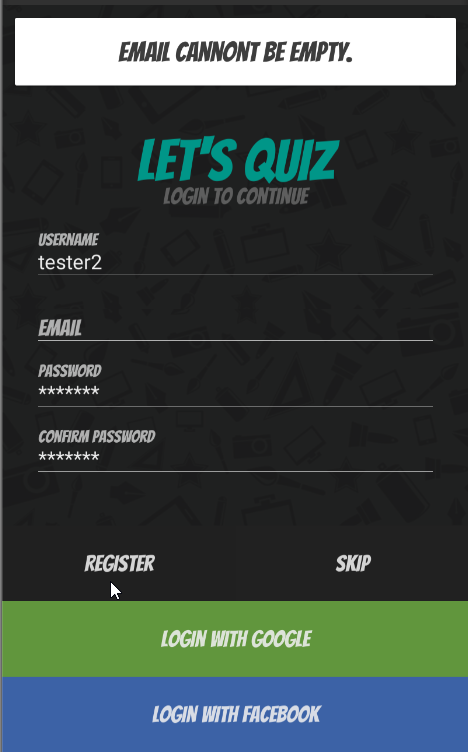 EMAIL CANNONT BE EMPTY.
LET'S QUIZ
LOGIN TO CONTINUE
USERNAME
tester2
EMAIL
PASSWORD
*******
CONFIRM PASSWORD
*******
REGISTER SKIP
LOGIN WITH GOOGLE
LOGIN WITH FACEBOOK